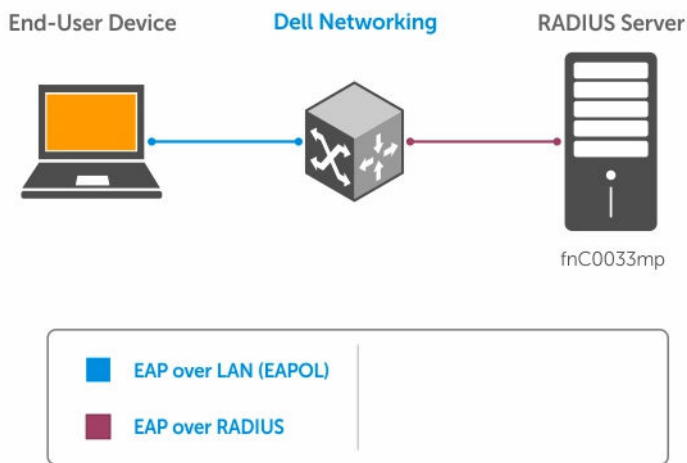 End-User Device
Dell Networking
RADIUS Server
fnC0033mp
EAP over LAN (EAPOL)
EAP over RADIUS